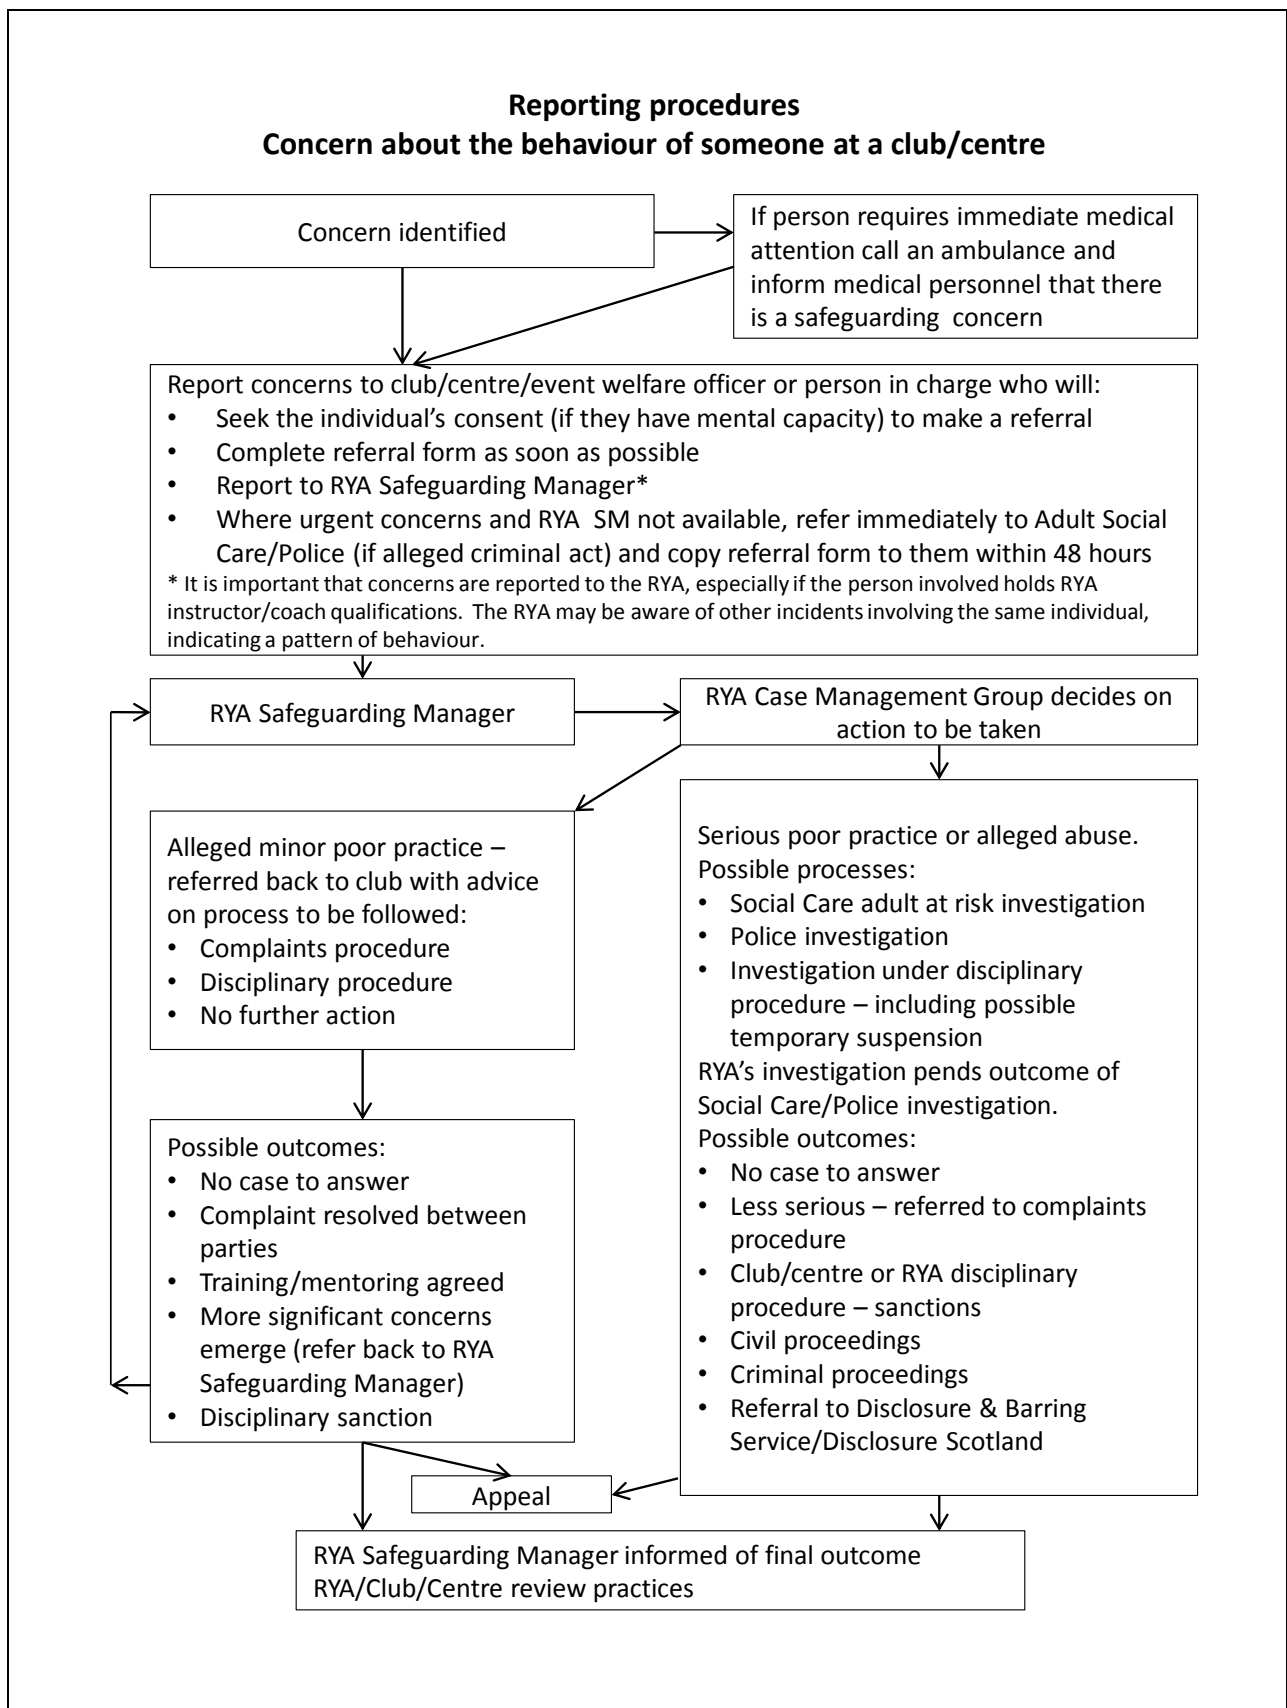 Reporting procedures
Concern about the behaviour of someone at a club/centre
Concern identified
If person requires immediate medical
attention call an ambulance and
inform medical personnel that there
is a safeguarding concern
Report concerns to club/centre/event welfare officer or person in charge who will:
• Seek the individual's consent (if they have mental capacity) to make a referral
• Complete referral form as soon as possible
• Report to RYA Safeguarding Manager*
• Where urgent concerns and RYA SM not available, refer immediately to Adult Social
Care/Police (if alleged criminal act) and copy referral form to them within 48 hours
* It is important that concerns are reported to the RYA, especially if the person involved holds RYA
instructor/coach qualifications. The RYA may be aware of other incidents involving the same individual,
indicating a pattern of behaviour.
RYA Safeguarding Manager
RYA Case Management Group decides on
action to be taken
Alleged minor poor practice –
referred back to club with advice
on process to be followed:
• Complaints procedure
• Disciplinary procedure
• No further action
Serious poor practice or alleged abuse.
Possible processes:
• Social Care adult at risk investigation
• Police investigation
• Investigation under disciplinary
procedure – including possible
temporary suspension
RYA's investigation pends outcome of
Social Care/Police investigation.
Possible outcomes:
• No case to answer
• Less serious – referred to complaints
procedure
• Club/centre or RYA disciplinary
procedure – sanctions
• Civil proceedings
• Criminal proceedings
• Referral to Disclosure & Barring
Service/Disclosure Scotland
Possible outcomes:
• No case to answer
• Complaint resolved between
parties
• Training/mentoring agreed
• More significant concerns
emerge (refer back to RYA
Safeguarding Manager)
• Disciplinary sanction
Appeal
RYA Safeguarding Manager informed of final outcome
RYA/Club/Centre review practices